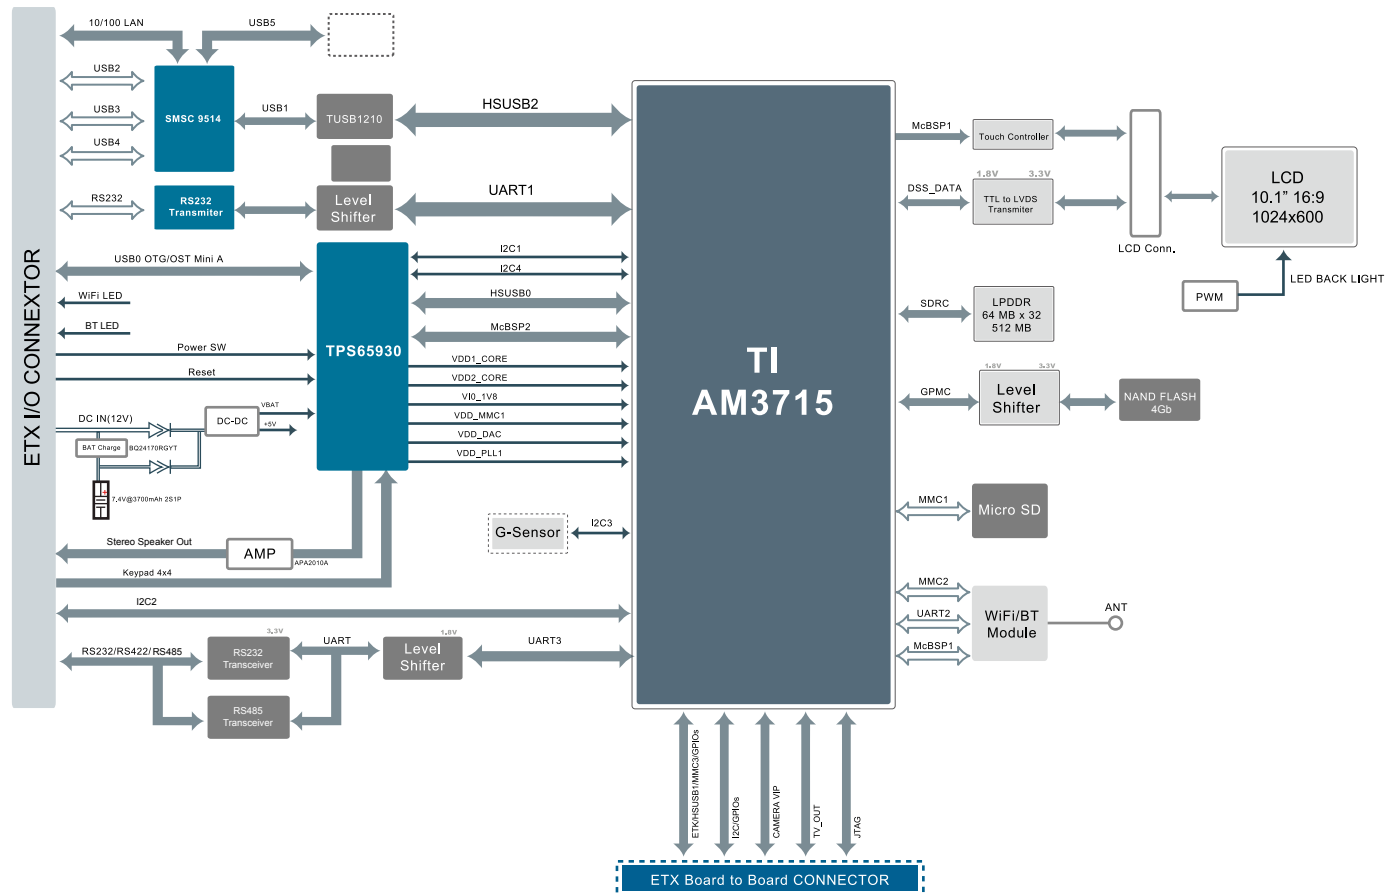 ETX I/O CONNEXTOR
10/100 LAN
USB5
USB2
USB3
USB4
SMSC 9514
USB1
TUSB1210
HSUSB2
RS232
RS232
Transmiter
Level
Shifter
UART1
USB0 OTG/OST Mini A
WiFi LED
BT LED
Power SW
Reset
TPS65930
I2C1
I2C4
HSUSB0
McBSP2
VDD1_CORE
VDD2_CORE
VI0_1V8
VDD_MMC1
VDD_DAC
VDD_PLL1
DC IN(12V)
DC-DC
VBAT
+5V
BAT Charge
BQ24170RGYT
+
7.4V@3700mAh 2S1P
Stereo Speaker Out
AMP
APA2010A
Keypad 4x4
G-Sensor
I2C3
I2C2
RS232/RS422/RS485
3.3V
RS232
Transceiver
RS485
Transceiver
UART
1.8V
Level
Shifter
UART3
TI
AM3715
McBSP1
Touch Controller
DSS_DATA
1.8V
3.3V
TTL to LVDS
Transmiter
LCD Conn.
LCD
10.1” 16:9
1024x600
PWM
LED BACK LIGHT
SDRC
LPDDR
64 MB x 32
512 MB
GPMC
1.8V
3.3V
Level
Shifter
NAND FLASH
4Gb
MMC1
Micro SD
MMC2
UART2
McBSP1
WiFi/BT
Module
ANT
ETK/HSUSB1/MMC3/GPIOs
I2C/GPIOs
CAMERA VIP
TV_OUT
JTAG
ETX Board to Board CONNECTOR